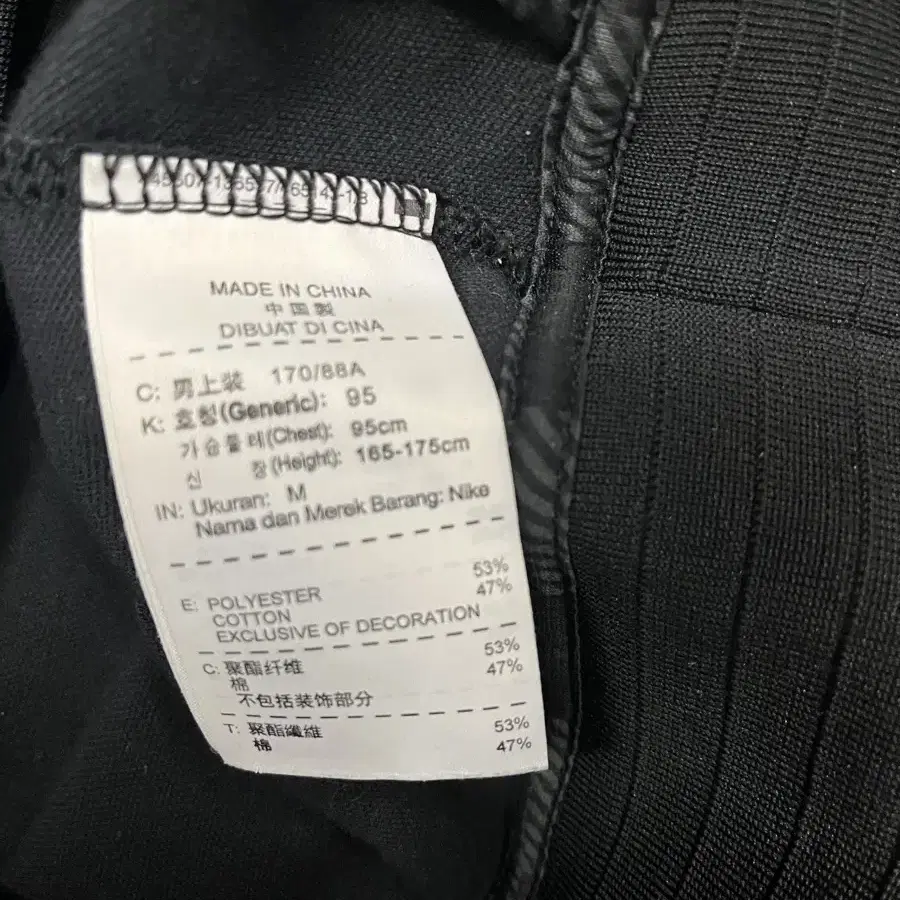 MADE IN CHINA
中国製
DIBUAT DI CINA
C: 男上装 170/88A
K: 호칭(Generic): 95
가슴둘레(Chest): 95cm
신 장(Height): 165-175cm
IN: Ukuran: M
Nama dan Merek Barang: Nike
E: POLYESTER 53%
COTTON 47%
EXCLUSIVE OF DECORATION
C: 聚酯纤维 53%
棉 47%
不包括装饰部分
T: 聚酯纖維 53%
棉 47%